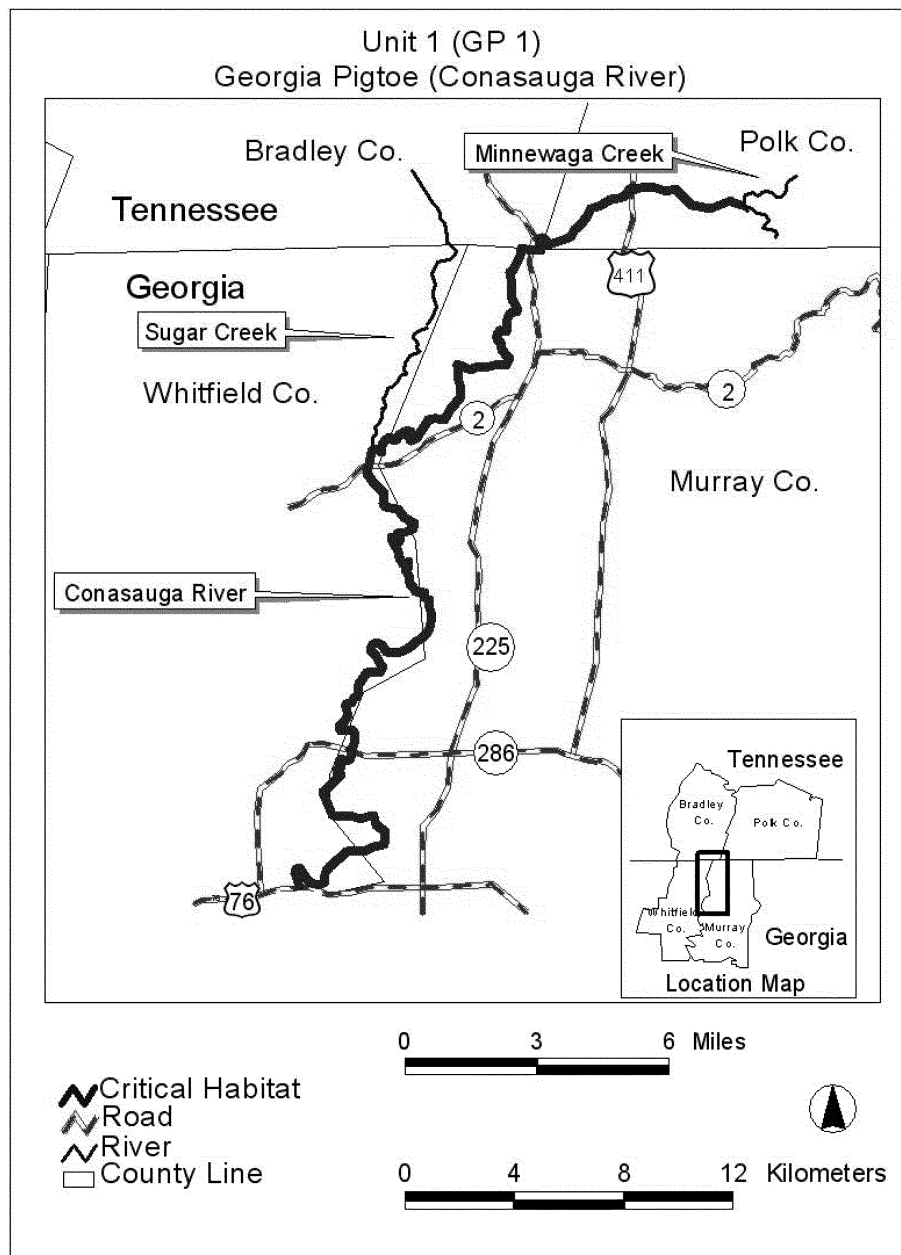 Unit 1 (GP 1)
Georgia Pigtoe (Conasauga River)
Bradley Co.
Minnewaga Creek
Polk Co.
Tennessee
Georgia
411
Sugar Creek
Whitfield Co.
2
2
Murray Co.
Conasauga River
225
286
76
Tennessee
Bradley
Co.
Polk Co.
Whitfield
Co.
Murray
Co.
Georgia
Location Map
0 3 6 Miles
Critical Habitat
Road
River
County Line
0 4 8 12 Kilometers